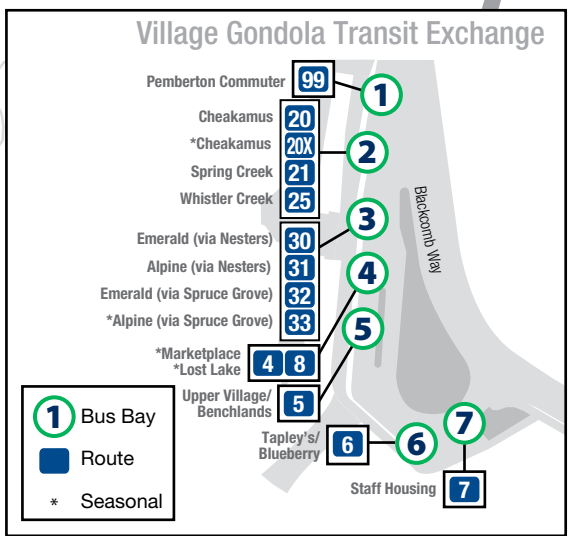 Village Gondola Transit Exchange
Pemberton Commuter 99 1
Cheakamus 20
*Cheakamus 20X 2
Spring Creek 21
Whistler Creek 25
3
Emerald (via Nesters) 30
Alpine (via Nesters) 31
4
Emerald (via Spruce Grove) 32
*Alpine (via Spruce Grove) 33
5
*Marketplace
*Lost Lake
4 8
Upper Village/
Benchlands
5
Tapley's/
Blueberry
6 6
7
Staff Housing 7
Blackcomb Way
1 Bus Bay
Route
* Seasonal